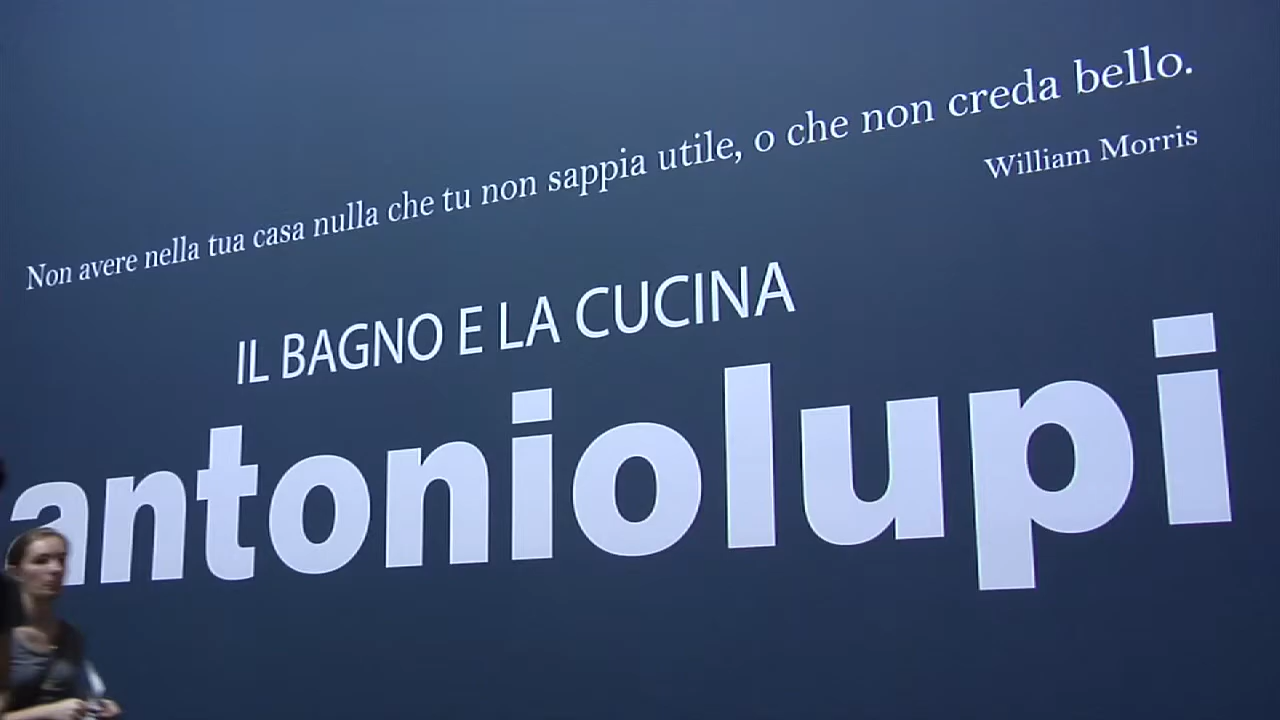 Non avere nella tua casa nulla che tu non sappia utile, o che non creda bello.
William Morris
IL BAGNO E LA CUCINA
antoniolupi